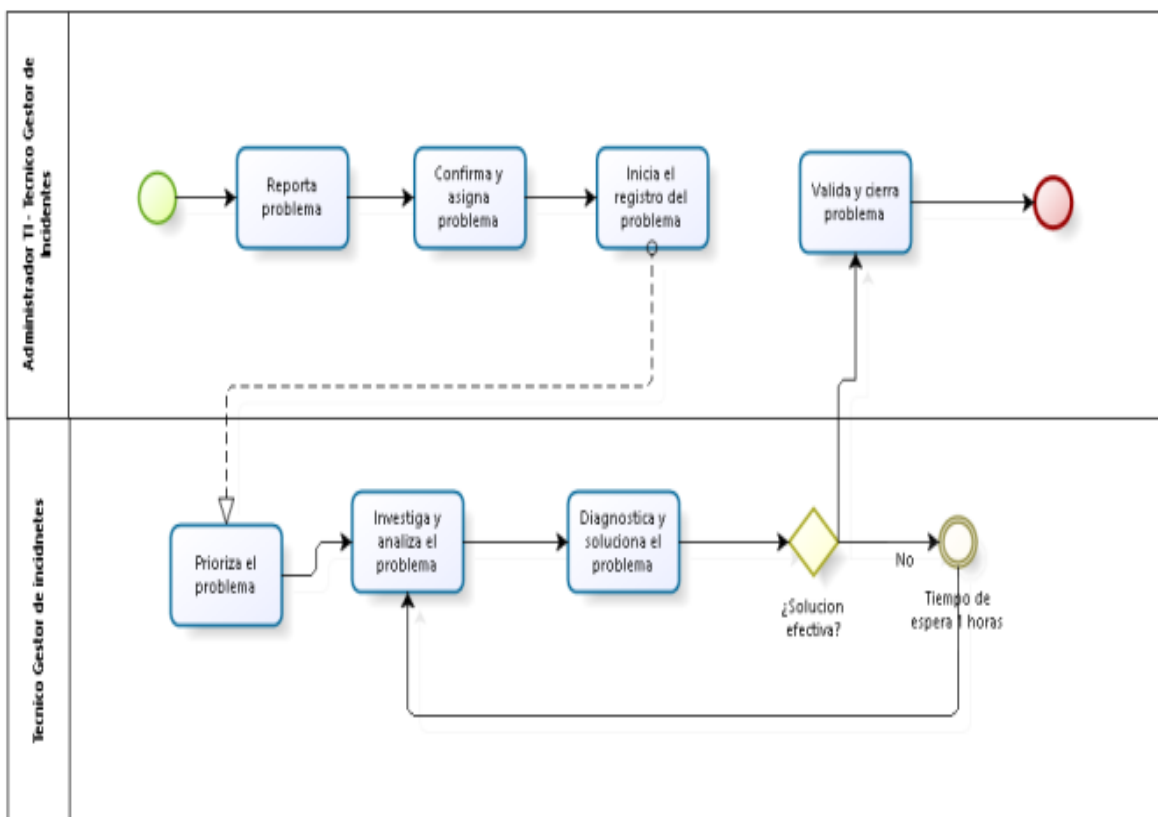 Administrador TI - Tecnico Gestor de
Incidentes
Reporta
problema
Confirma y
asigna
problema
Inicia el
registro del
problema
Valida y cierra
problema
Tecnico Gestor de incidnetes
Prioriza el
problema
Investiga y
analiza el
problema
Diagnostica y
soluciona el
problema
¿Solucion
efectiva?
No
Tiempo de
espera 1 horas